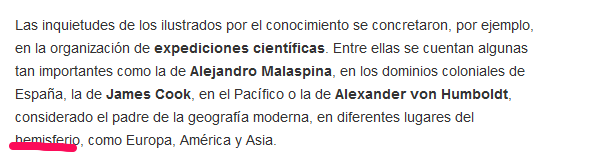 Las inquietudes de los ilustrados por el conocimiento se concretaron, por ejemplo,
en la organización de expediciones científicas. Entre ellas se cuentan algunas
tan importantes como la de Alejandro Malaspina, en los dominios coloniales de
España, la de James Cook, en el Pacífico o la de Alexander von Humboldt,
considerado el padre de la geografía moderna, en diferentes lugares del
hemisferio, como Europa, América y Asia.